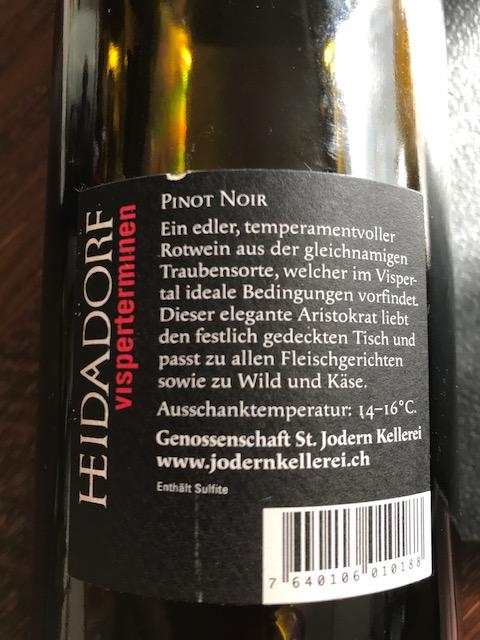 HEIDADORF
visperterminen
PINOT NOIR
Ein edler, temperamentvoller
Rotwein aus der gleichnamigen
Traubensorte, welcher im Visper-
tal ideale Bedingungen vorfindet.
Dieser elegante Aristokrat liebt
den festlich gedeckten Tisch und
passt zu allen Fleischgerichten
sowie zu Wild und Käse.
Ausschanktemperatur: 14–16°C.
Genossenschaft St. Jodern Kellerei
www.jodernkellerei.ch
Enthält Sulfite
7 640106 010188